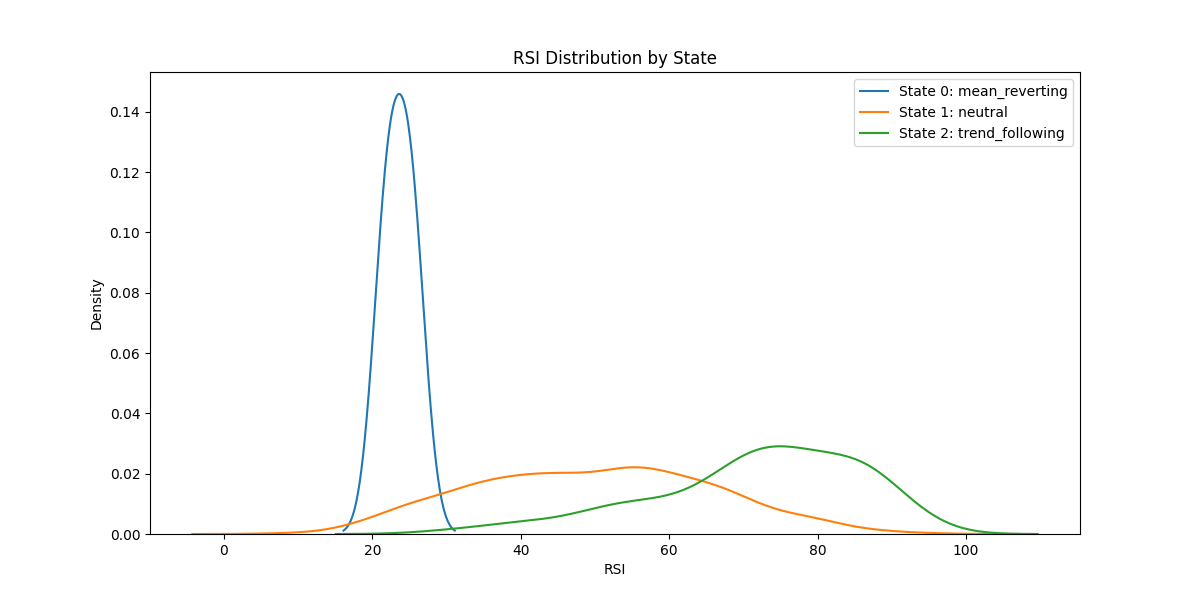 RSI Distribution by State
State 0: mean_reverting
State 1: neutral
State 2: trend_following
Density
0.14
0.12
0.10
0.08
0.06
0.04
0.02
0.00
0 20 40 60 80 100
RSI